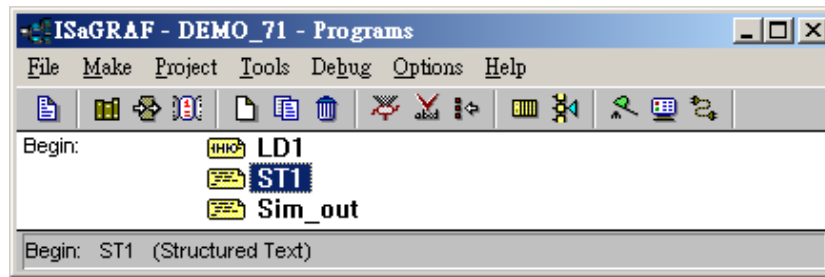 ISaGRAF - DEMO_71 - Programs
File Make Project Tools Debug Options Help
Begin: LD1
ST1
Sim_out
Begin: ST1 (Structured Text)